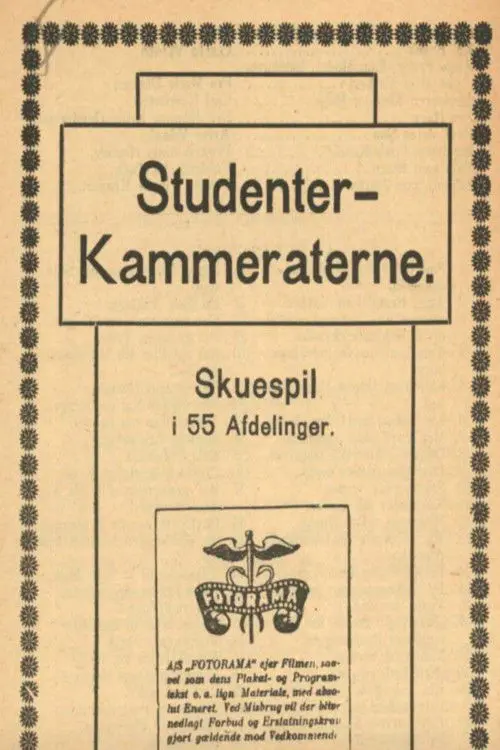 Studenter-
Kammeraterne.
Skuespil
i 55 Afdelinger.
FOTORAMA
A/S „FOTORAMA" ejer Filmen, saa-
vel som dens Plakat- og Program-
tekst o. a. lign Materiale, med abso-
lut Eneret. Ved Misbrug vil der blive
nedlagt Forbud og Erstatningskrav
gjort gældende mod Vedkommende